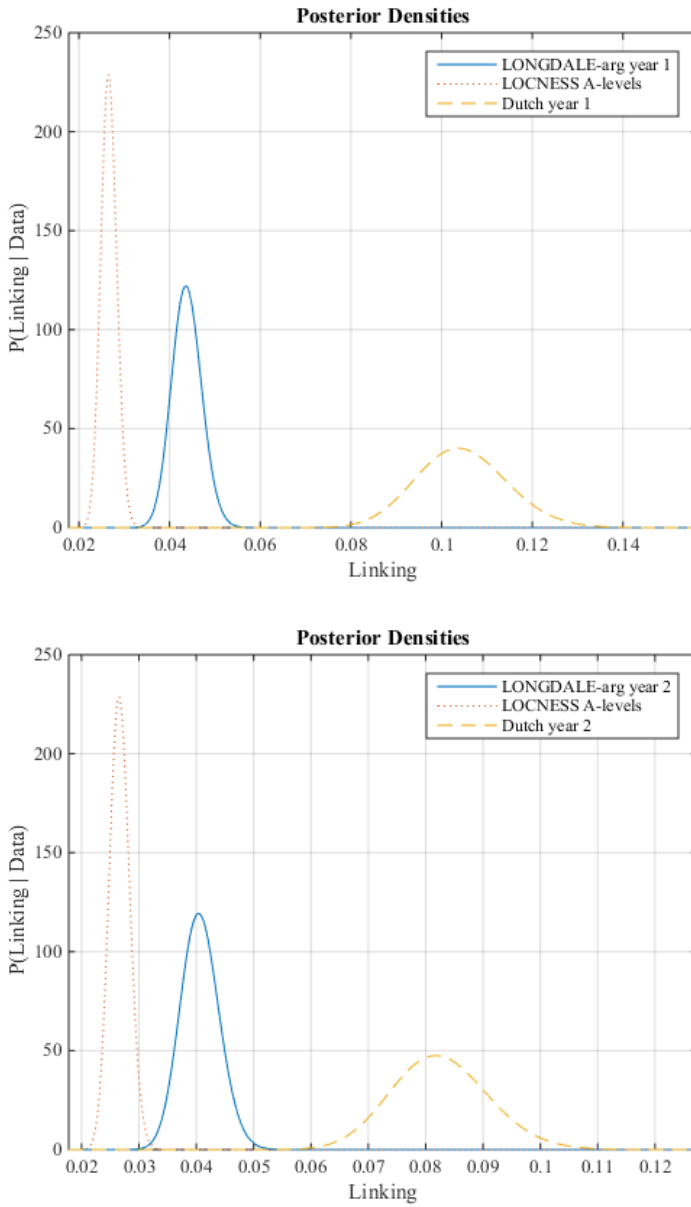 Posterior Densities
250
200
150
100
50
0
P(Linking | Data)
LONGDALE-arg year 1
LOCNESS A-levels
Dutch year 1
0.02 0.04 0.06 0.08 0.1 0.12 0.14
Linking
Posterior Densities
250
200
150
100
50
0
P(Linking | Data)
LONGDALE-arg year 2
LOCNESS A-levels
Dutch year 2
0.02 0.03 0.04 0.05 0.06 0.07 0.08 0.09 0.1 0.11 0.12
Linking